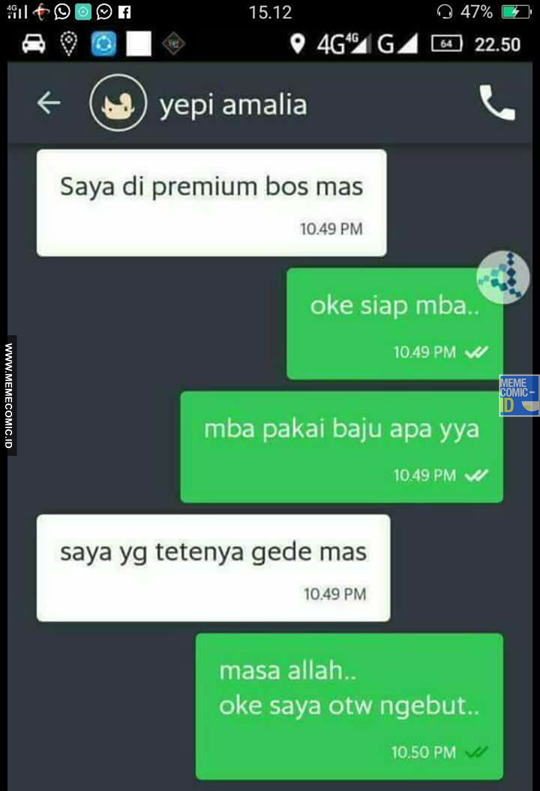 4G
15.12
47%
4G 4G
G
64
22.50
yepi amalia
Saya di premium bos mas
10.49 PM
oke siap mba..
10.49 PM
mba pakai baju apa yya
10.49 PM
saya yg tetenya gede mas
10.49 PM
masa allah..
oke saya otw ngebut..
10.50 PM
WWW.MEMECOMIC.ID
MEME
COMIC-
ID